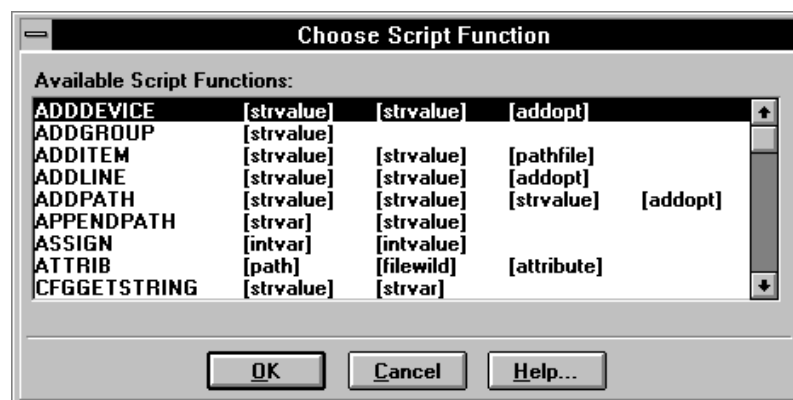 Choose Script Function
Available Script Functions:
ADDDEVICE [strvalue] [strvalue] [addopt]
ADDGROUP [strvalue]
ADDITEM [strvalue] [strvalue] [pathfile]
ADDLINE [strvalue] [strvalue] [addopt]
ADDPATH [strvalue] [strvalue] [strvalue] [addopt]
APPENDPATH [strvar] [strvalue]
ASSIGN [intvar] [intvalue]
ATTRIB [path] [filewild] [attribute]
CFGGETSTRING [strvalue] [strvar]
OK Cancel Help...